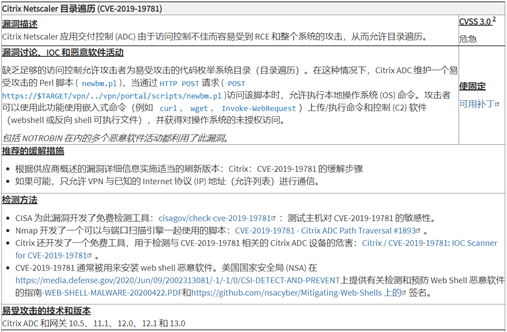 Citrix Netscaler 目录遍历 (CVE-2019-19781)
漏洞描述
Citrix Netscaler 应用交付控制 (ADC) 由于访问控制不佳而容易受到 RCE 和整个系统的攻击，从而允许目录遍历。
CVSS 3.0 2
危急
漏洞讨论、IOC 和恶意软件活动
缺乏足够的访问控制允许攻击者为易受攻击的代码枚举系统目录（目录遍历）。在这种情况下，Citrix ADC 维护一个易
受攻击的 Perl 脚本 ( newbm.pl )，当通过 HTTP POST 请求 ( POST
https://$TARGET/vpn/../vpn/portal/scripts/newbm.pl )访问该脚本时，允许执行本地操作系统 (OS) 命令。攻击
者可以使用此功能使用嵌入式命令（例如 curl 、 wget 、 Invoke-WebRequest ）上传/执行命令和控制 (C2) 软件
（webshell 或反向 shell 可执行文件），并获得对操作系统的未授权访问。
包括 NOTROBIN 在内的多个恶意软件活动都利用了此漏洞。
使固定
可用补丁
推荐的缓解措施
• 根据供应商概述的漏洞详细信息实施适当的刷新版本：Citrix：CVE-2019-19781 的缓解步骤
• 如果可能，只允许 VPN 与已知的 Internet 协议 (IP) 地址（允许列表）进行通信。
检测方法
• CISA 为此漏洞开发了免费检测工具：cisagov/check-cve-2019-19781 ：测试主机对 CVE-2019-19781 的敏感性。
• Nmap 开发了一个可以与端口扫描引擎一起使用的脚本：CVE-2019-19781 - Citrix ADC Path Traversal #1893 。
• Citrix 还开发了一个免费工具，用于检测与 CVE-2019-19781 相关的 Citrix ADC 设备的危害：Citrix / CVE-2019-19781: IOC Scanner
for CVE-2019-19781 。
• CVE-2019-19781 通常被用来安装 web shell 恶意软件。美国国家安全局 (NSA) 在
https://media.defense.gov/2020/Jun/09/2002313081/-1/-1/0/CSI-DETECT-AND-PREVENT上提供有关检测和预防 Web Shell 恶意软件
的指南-WEB-SHELL-MALWARE-20200422.PDF和https://github.com/nsacyber/Mitigating-Web-Shells 上的 签名。
易受攻击的技术和版本
Citrix ADC 和网关 10.5、11.1、12.0、12.1 和 13.0